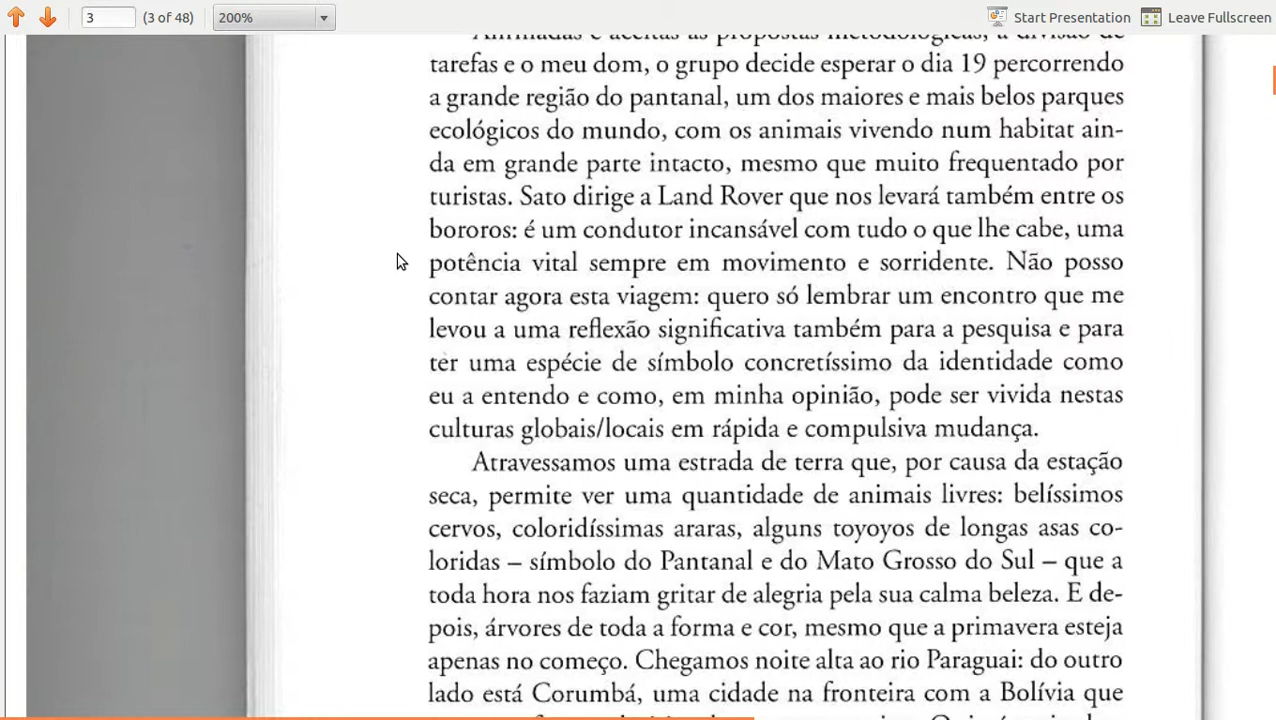 3 (3 of 48) 200% Start Presentation Leave Fullscreen
Animadas e aceitas as propostas metodológicas, a divisão de
tarefas e o meu dom, o grupo decide esperar o dia 19 percorrendo
a grande região do pantanal, um dos maiores e mais belos parques
ecológicos do mundo, com os animais vivendo num habitat ain-
da em grande parte intacto, mesmo que muito frequentado por
turistas. Sato dirige a Land Rover que nos levará também entre os
bororos: é um condutor incansável com tudo o que lhe cabe, uma
potência vital sempre em movimento e sorridente. Não posso
contar agora esta viagem: quero só lembrar um encontro que me
levou a uma reflexão significativa também para a pesquisa e para
ter uma espécie de símbolo concretíssimo da identidade como
eu a entendo e como, em minha opinião, pode ser vivida nestas
culturas globais/locais em rápida e compulsiva mudança.
Atravessamos uma estrada de terra que, por causa da estação
seca, permite ver uma quantidade de animais livres: belíssimos
cervos, coloridíssimas araras, alguns toyoyos de longas asas co-
loridas – símbolo do Pantanal e do Mato Grosso do Sul – que a
toda hora nos faziam gritar de alegria pela sua calma beleza. E de-
pois, árvores de toda a forma e cor, mesmo que a primavera esteja
apenas no começo. Chegamos noite alta ao rio Paraguai: do outro
lado está Corumbá, uma cidade na fronteira com a Bolívia que